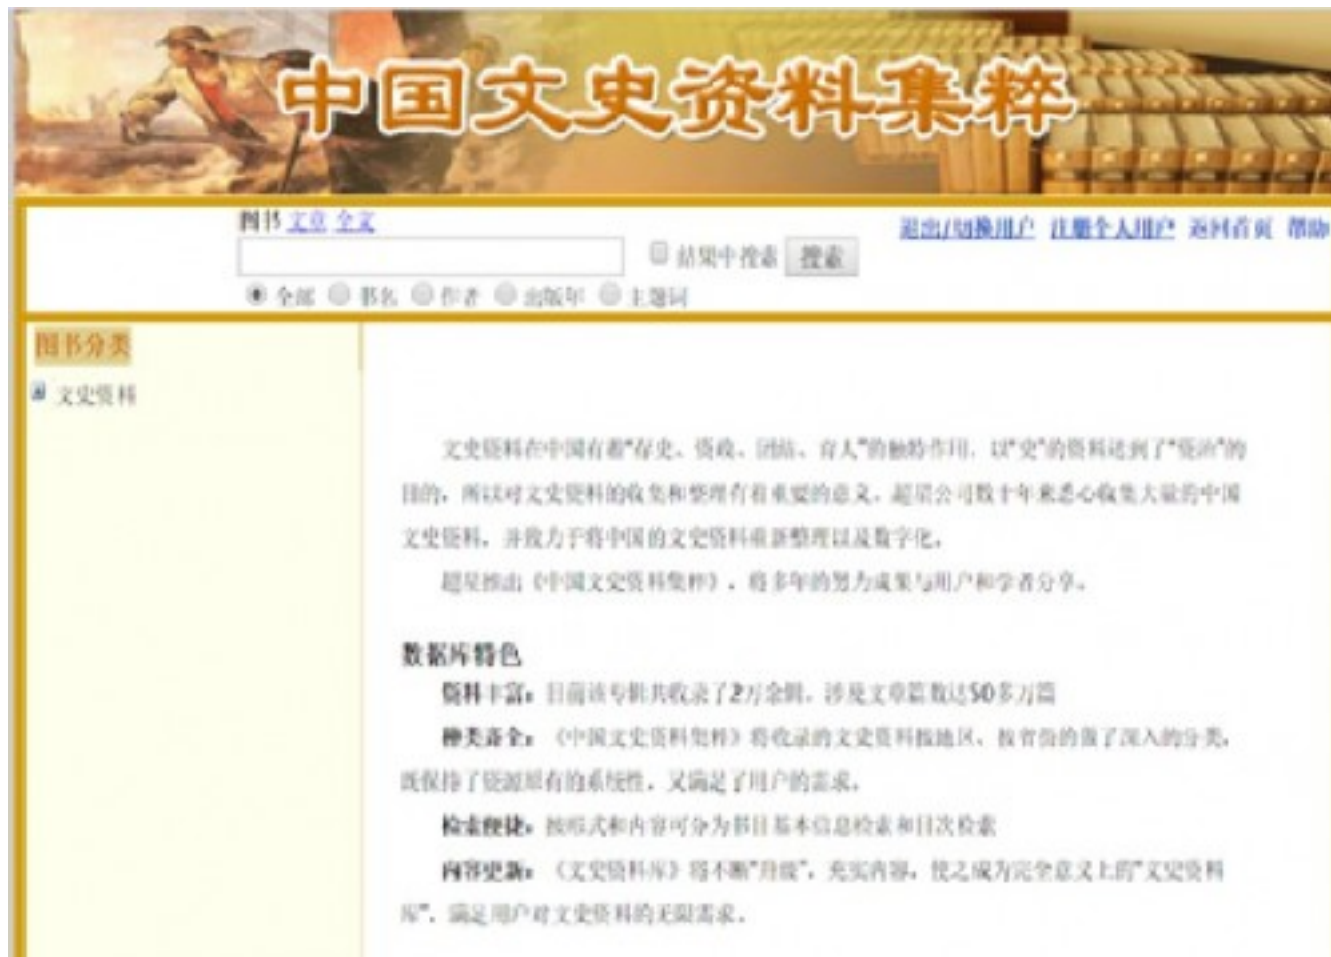 中国文史资料集粹
图书 文章 全文
退出/切换用户 注册个人用户 返回首页 帮助
结果中搜索 搜索
全部 书名 作者 出版年 主题词
图书分类
文史资料
文史资料在中国有着“存史、资政、团结、育人”的独特作用，以“史”的资料达到了“资治”的
目的，所以对文史资料的收集和整理有着重要的意义。超星公司数十年来悉心收集大量的中国
文史资料，并致力于将中国的文史资料重新整理以及数字化。
超星推出《中国文史资料集粹》，将多年的努力成果与用户和学者分享。
数据库特色
资料丰富：目前该专辑共收录了2万余辑，涉及文章篇数达50多万篇
种类齐全：《中国文史资料集粹》将收录的文史资料按地区、按省份的做了深入的分类，
既保持了资源原有的系统性，又满足了用户的需求。
检索便捷：按形式和内容可分为书目基本信息检索和目次检索
内容更新：《文史资料库》将不断“升级”，充实内容，使之成为完全意义上的“文史资料
库”，满足用户对文史资料的无限需求。